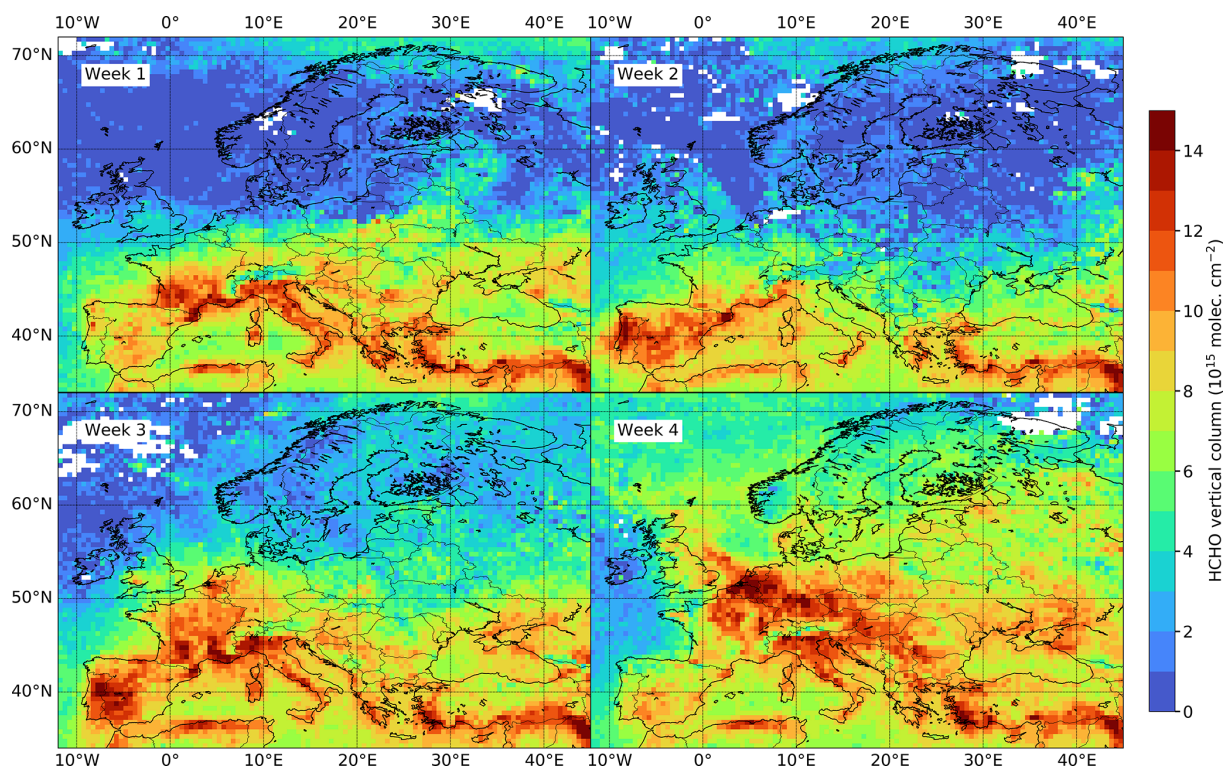 10°W 0° 10°E 20°E 30°E 40°E 10°W 0° 10°E 20°E 30°E 40°E
70°N
60°N
50°N
40°N
Week 1
Week 2
70°N
60°N
50°N
40°N
Week 3
Week 4
10°W 0° 10°E 20°E 30°E 40°E 10°W 0° 10°E 20°E 30°E 40°E
14
12
10
8
6
4
2
0
HCHO vertical column (10¹⁵ molec. cm⁻²)